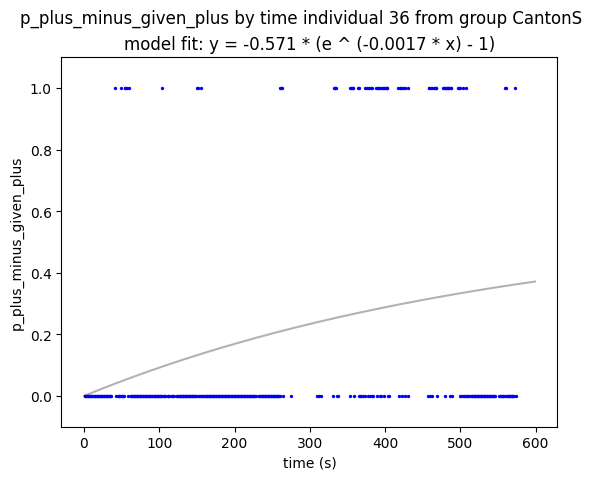 p_plus_minus_given_plus by time individual 36 from group CantonS
model fit: y = -0.571 * (e ^ (-0.0017 * x) - 1)
p_plus_minus_given_plus
1.0
0.8
0.6
0.4
0.2
0.0
0 100 200 300 400 500 600
time (s)